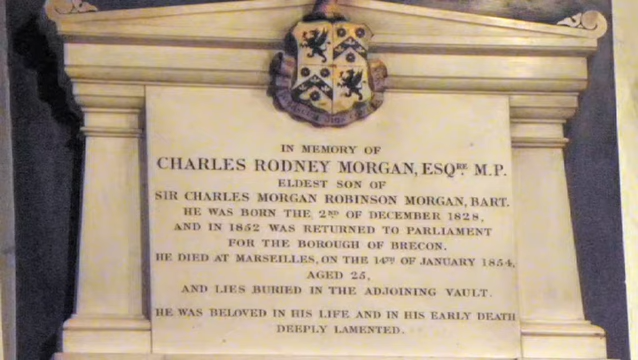 IN MEMORY OF
CHARLES RODNEY MORGAN, ESQRE M.P.
ELDEST SON OF
SIR CHARLES MORGAN ROBINSON MORGAN, BART.
HE WAS BORN THE 2ND OF DECEMBER 1828,
AND IN 1852 WAS RETURNED TO PARLIAMENT
FOR THE BOROUGH OF BRECON.
HE DIED AT MARSEILLES, ON THE 14TH OF JANUARY 1854,
AGED 25,
AND LIES BURIED IN THE ADJOINING VAULT.
HE WAS BELOVED IN HIS LIFE AND IN HIS EARLY DEATH
DEEPLY LAMENTED.